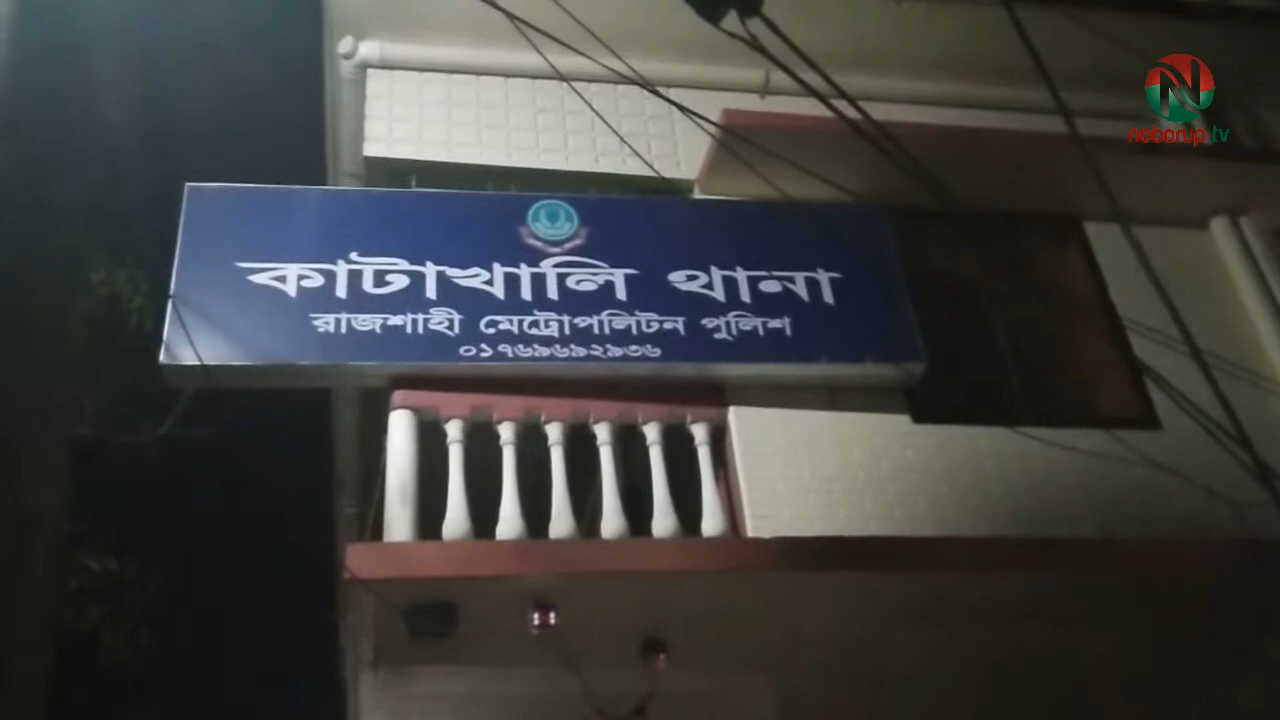 noborup.tv
কাটাখালি থানা
রাজশাহী মেট্রোপলিটন পুলিশ
০১৭৬৯৬৯২৯৩৬